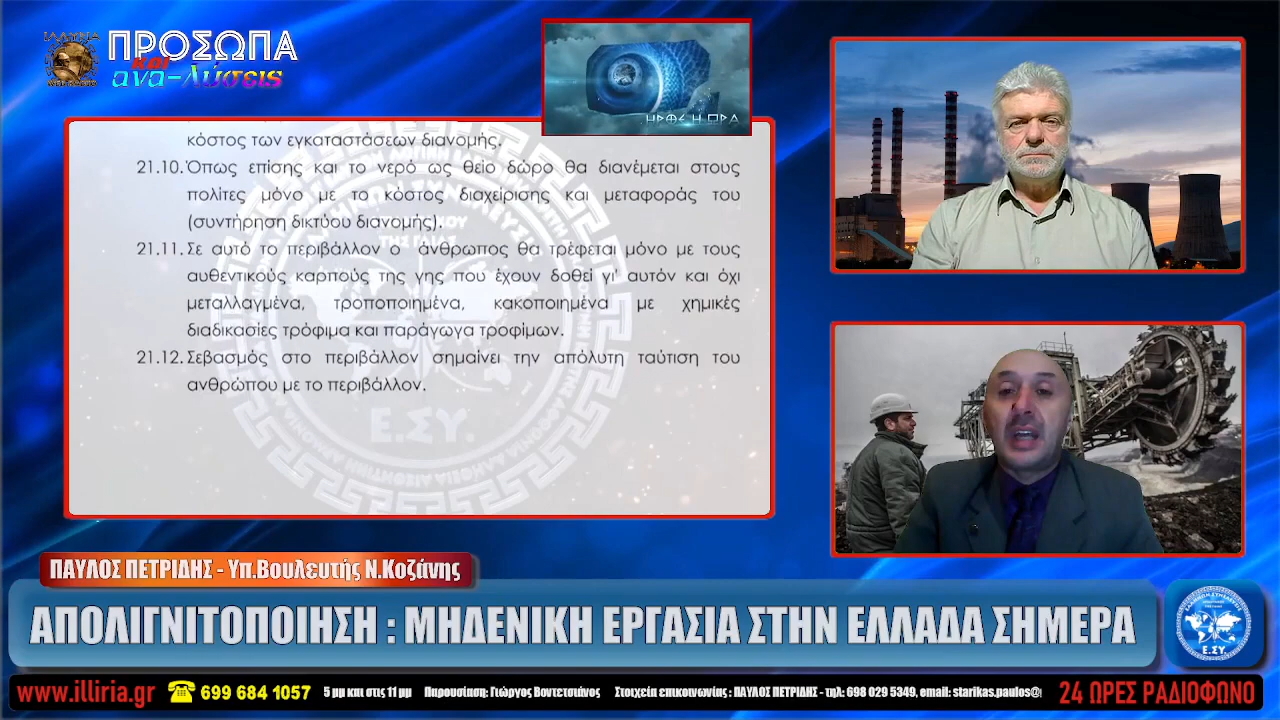 ΠΡΟΣΩΠΑ
και
ανα-Λύσεις
ΠΡΟΣ Η ΩΡΑ
κόστος των εγκαταστάσεων διανομής.
21.10. Όπως επίσης και το νερό ως θείο δώρο θα διανέμεται στους
πολίτες μόνο με το κόστος διαχείρισης και μεταφοράς του
(συντήρηση δικτύου διανομής).
21.11. Σε αυτό το περιβάλλον ο άνθρωπος θα τρέφεται μόνο με τους
αυθεντικούς καρπούς της γης που έχουν δοθεί γι' αυτόν και όχι
μεταλλαγμένα, τροποποιημένα, κακοποιημένα με χημικές
διαδικασίες τρόφιμα και παράγωγα τροφίμων.
21.12. Σεβασμός στο περιβάλλον σημαίνει την απόλυτη ταύτιση του
ανθρώπου με το περιβάλλον.
Ε.ΣΥ.
ΠΑΥΛΟΣ ΠΕΤΡΙΔΗΣ - Υπ.Βουλευτής Ν.Κοζάνης
ΑΠΟΛΙΓΝΙΤΟΠΟΙΗΣΗ : ΜΗΔΕΝΙΚΗ ΕΡΓΑΣΙΑ ΣΤΗΝ ΕΛΛΑΔΑ ΣΗΜΕΡΑ
Ε.ΣΥ.
www.illiria.gr ☎ 699 684 1057 5 μμ και στις 11 μμ Παρουσίαση: Γιώργος Βοντετσιάνος Στοιχεία επικοινωνίας : ΠΑΥΛΟΣ ΠΕΤΡΙΔΗΣ - τηλ: 698 029 5349, email: starikas.paulos@ 24 ΩΡΕΣ ΡΑΔΙΟΦΩΝΟ